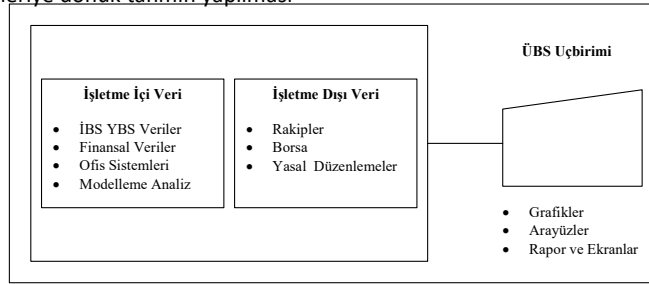 ÜBS Uçbirimi
İşletme İçi Veri
• İBS YBS Veriler
• Finansal Veriler
• Ofis Sistemleri
• Modelleme Analiz
İşletme Dışı Veri
• Rakipler
• Borsa
• Yasal Düzenlemeler
• Grafikler
• Arayüzler
• Rapor ve Ekranlar